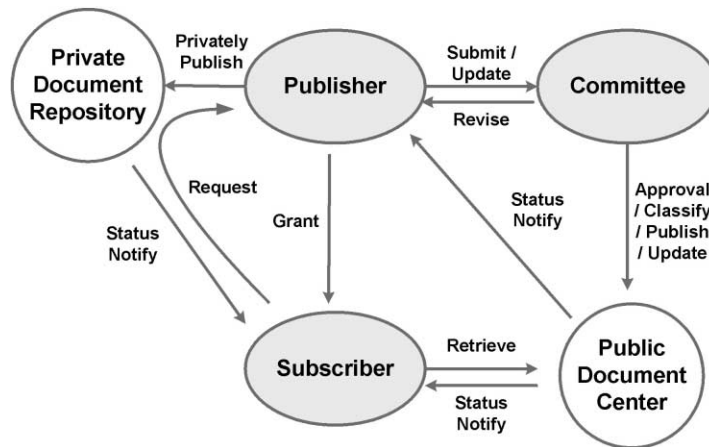 Private
Document
Repository
Privately
Publish
Publisher
Submit /
Update
Revise
Committee
Request
Grant
Status
Notify
Status
Notify
Approval
/ Classify
/ Publish
/ Update
Subscriber
Retrieve
Status
Notify
Public
Document
Center